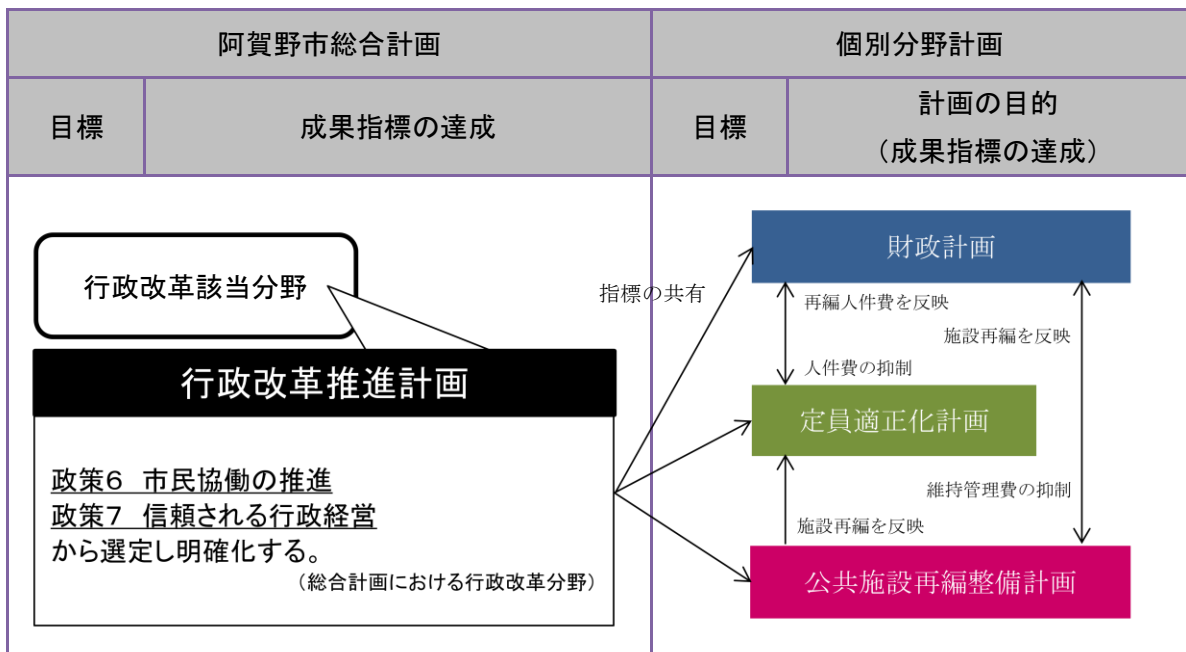 阿賀野市総合計画
個別分野計画
目標
成果指標の達成
目標
計画の目的
（成果指標の達成）
行政改革該当分野
行政改革推進計画
政策６　市民協働の推進
政策７　信頼される行政経営
から選定し明確化する。
（総合計画における行政改革分野）
指標の共有
財政計画
再編人件費を反映
施設再編を反映
人件費の抑制
定員適正化計画
維持管理費の抑制
施設再編を反映
公共施設再編整備計画